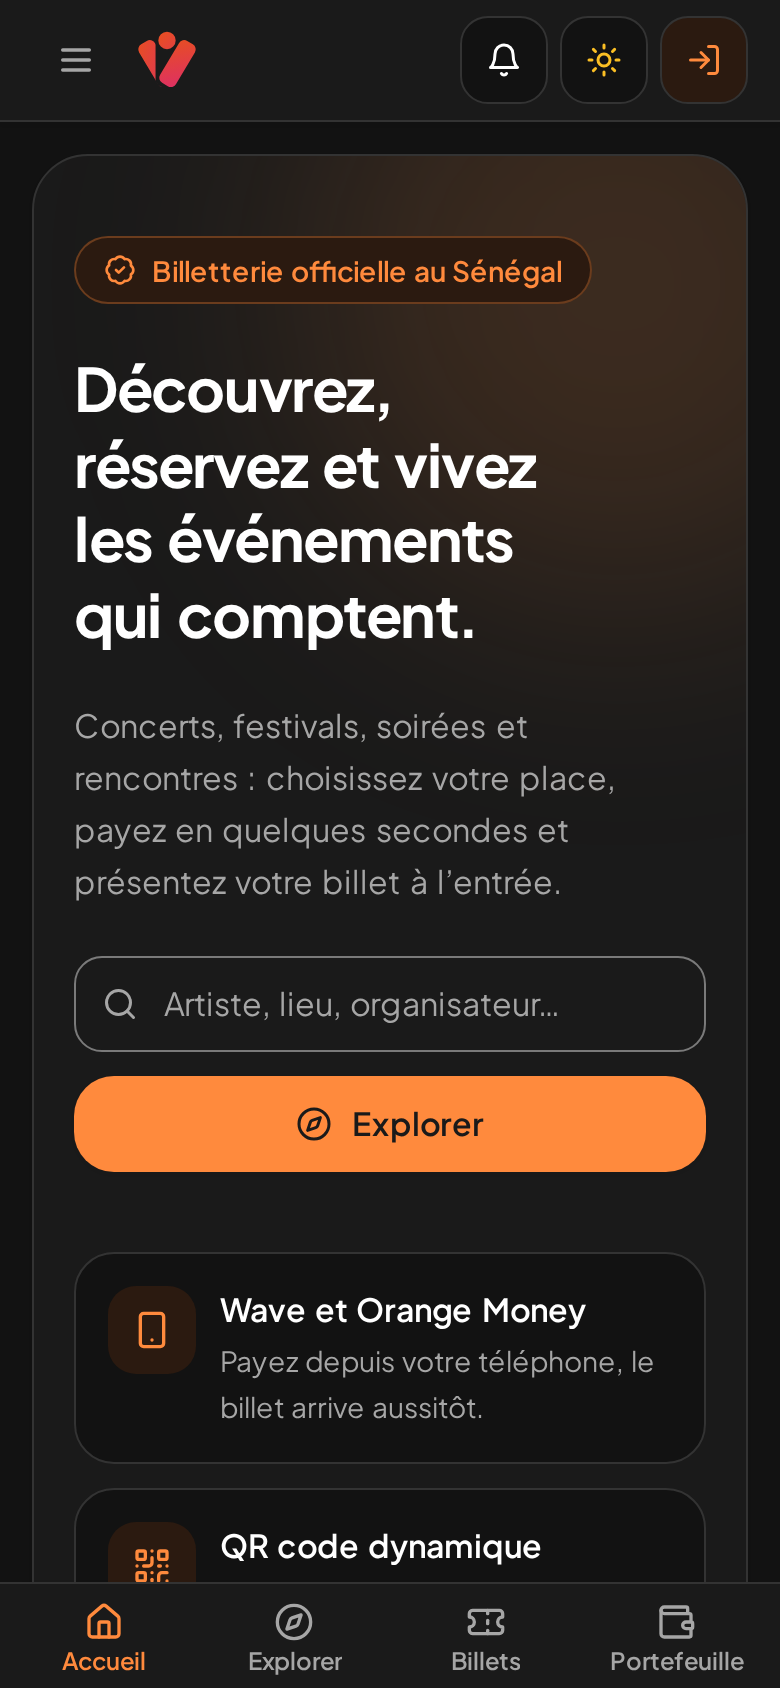 Billetterie officielle au Sénégal
Découvrez,
réservez et vivez
les événements
qui comptent.
Concerts, festivals, soirées et
rencontres : choisissez votre place,
payez en quelques secondes et
présentez votre billet à l’entrée.
Artiste, lieu, organisateur...
Explorer
Wave et Orange Money
Payez depuis votre téléphone, le
billet arrive aussitôt.
QR code dynamique
Accueil
Explorer
Billets
Portefeuille